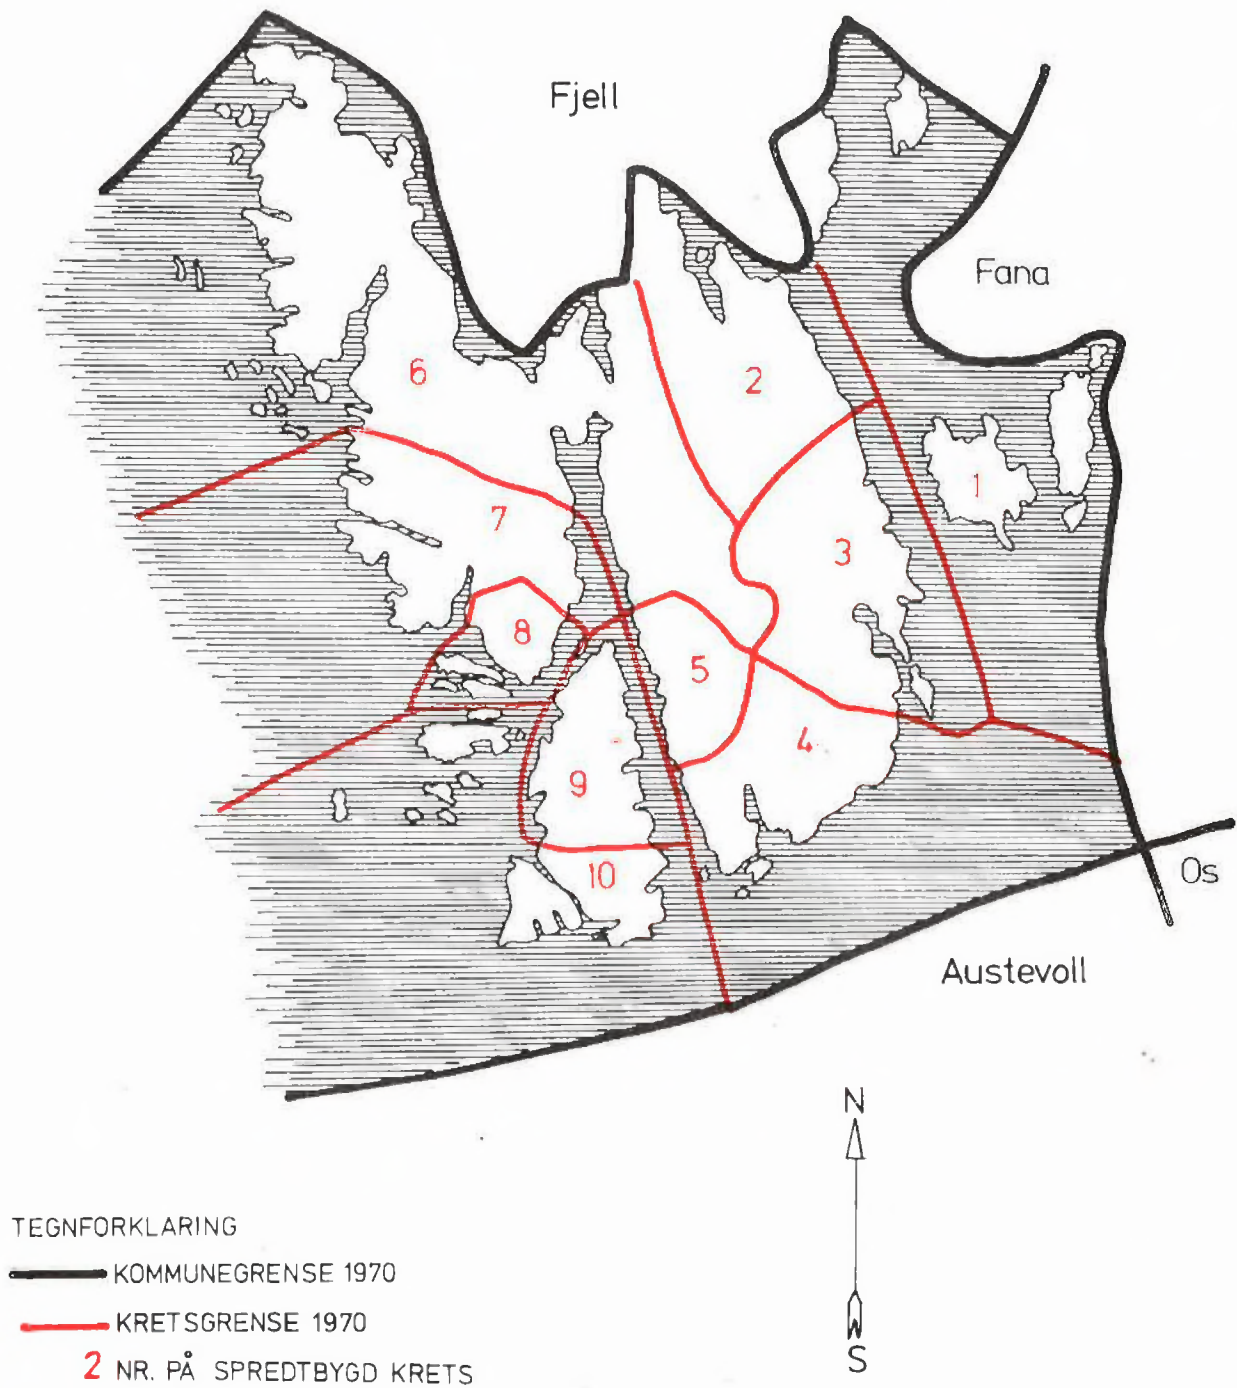 Fjell
Fana
6
2
1
7
3
8
5
4
9
10
Os
Austevoll
N
S
TEGNFORKLARING
KOMMUNEGRENSE 1970
KRETSGRENSE 1970
2 NR. PÅ SPREDTBYGD KRETS